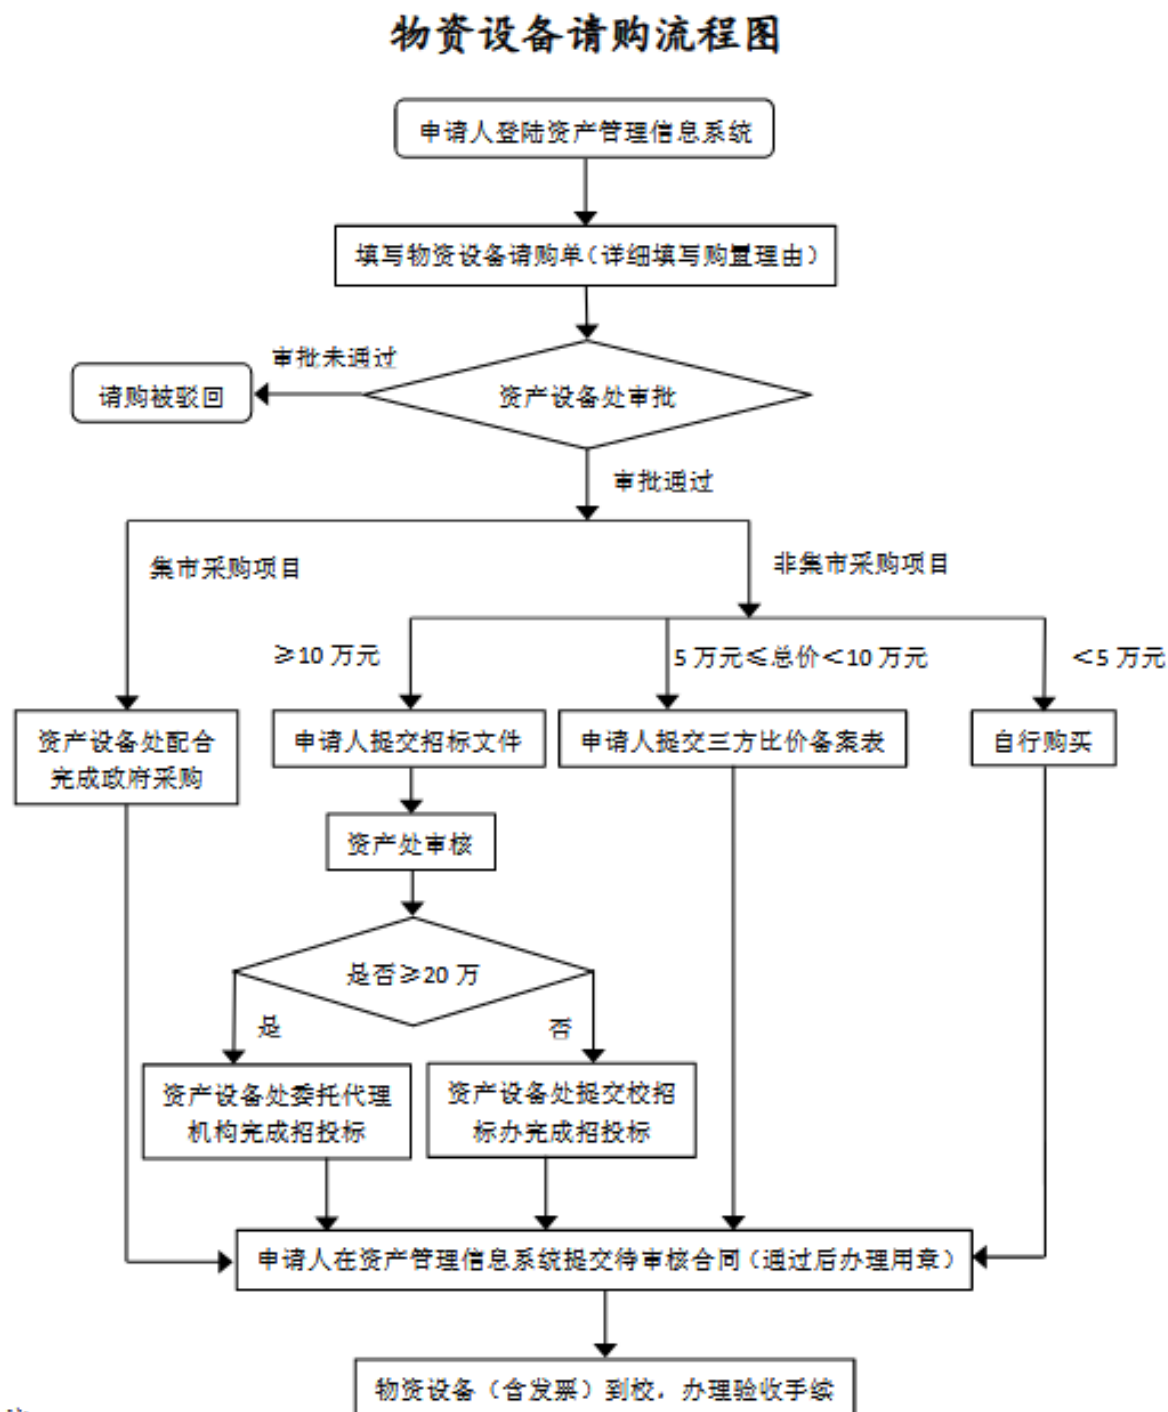 物资设备请购流程图
申请人登陆资产管理信息系统
填写物资设备请购单（详细填写购置理由）
审批未通过
请购被驳回
资产设备处审批
审批通过
集市采购项目
非集市采购项目
≥10 万元
5 万元≤总价＜10 万元
＜5 万元
资产设备处配合
完成政府采购
申请人提交招标文件
申请人提交三方比价备案表
自行购买
资产处审核
是否≥20 万
是
否
资产设备处委托代理
机构完成招投标
资产设备处提交校招
标办完成招投标
申请人在资产管理信息系统提交待审核合同（通过后办理用章）
物资设备（含发票）到校，办理验收手续